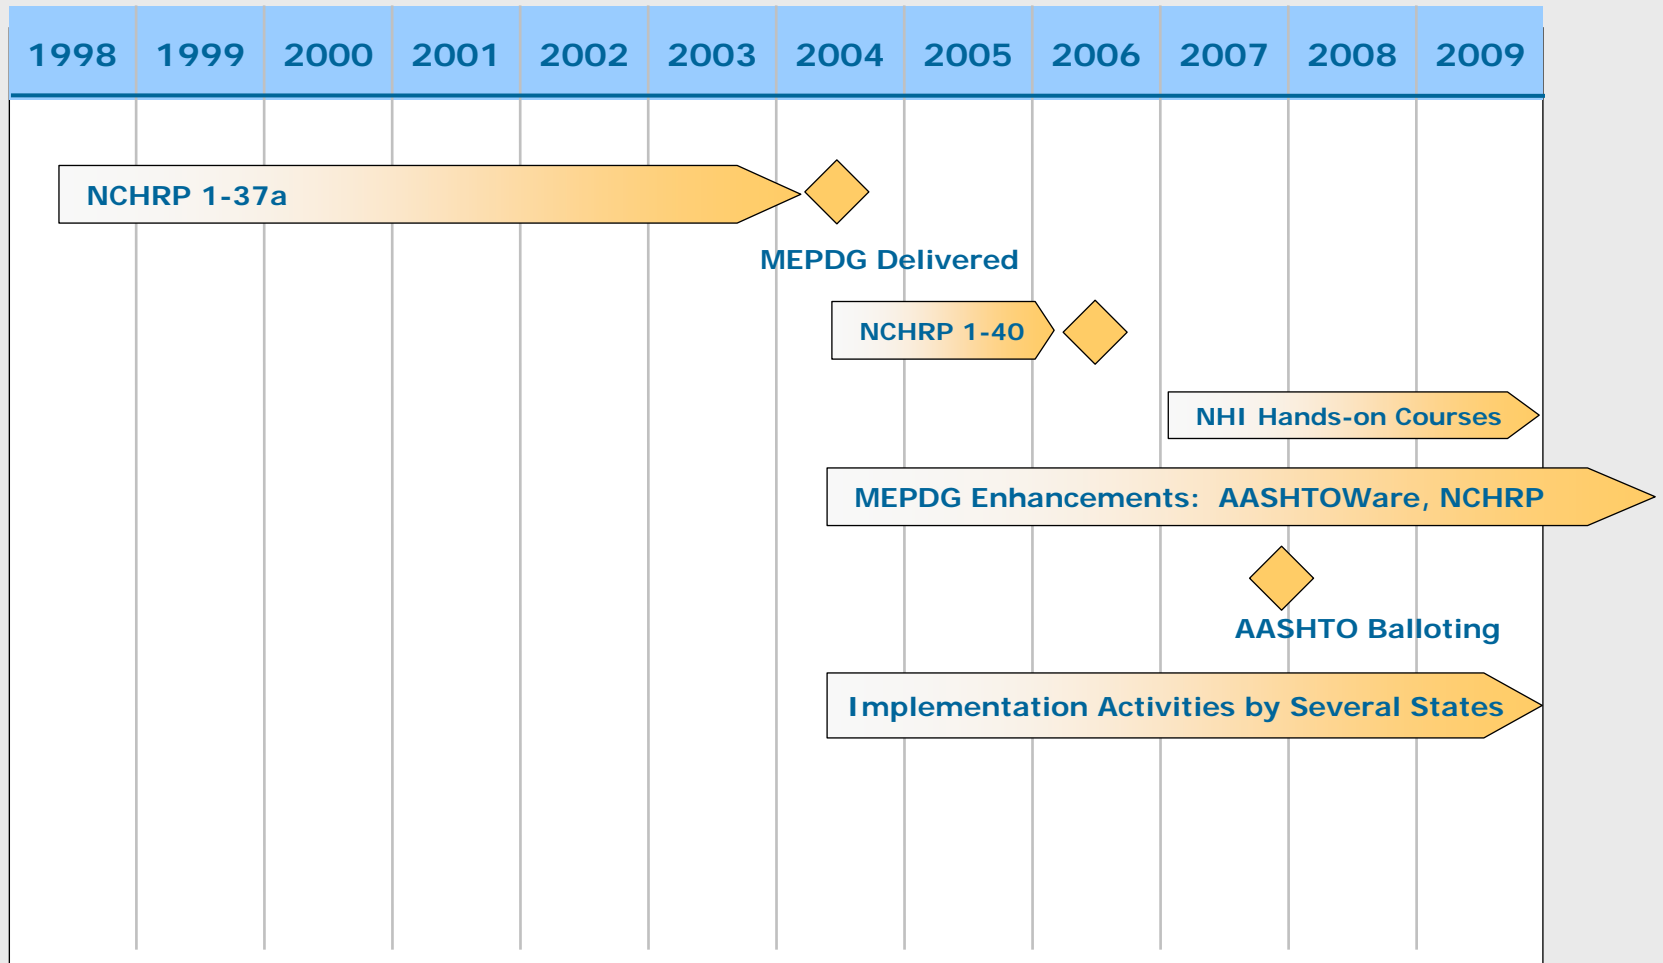 1998 1999 2000 2001 2002 2003 2004 2005 2006 2007 2008 2009
NCHRP 1-37a
MEPDG Delivered
NCHRP 1-40
NHI Hands-on Courses
MEPDG Enhancements: AASHTOWare, NCHRP
AASHTO Balloting
Implementation Activities by Several States